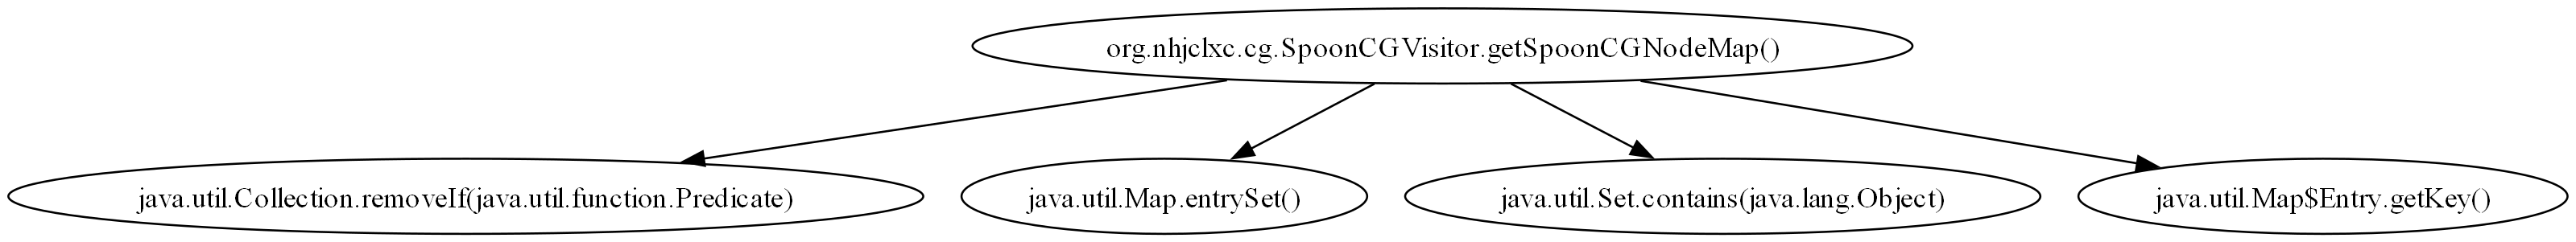 org.nhjclxc.cg.SpoonCGVisitor.getSpoonCGNodeMap()
java.util.Collection.removeIf(java.util.function.Predicate)
java.util.Map.entrySet()
java.util.Set.contains(java.lang.Object)
java.util.Map$Entry.getKey()